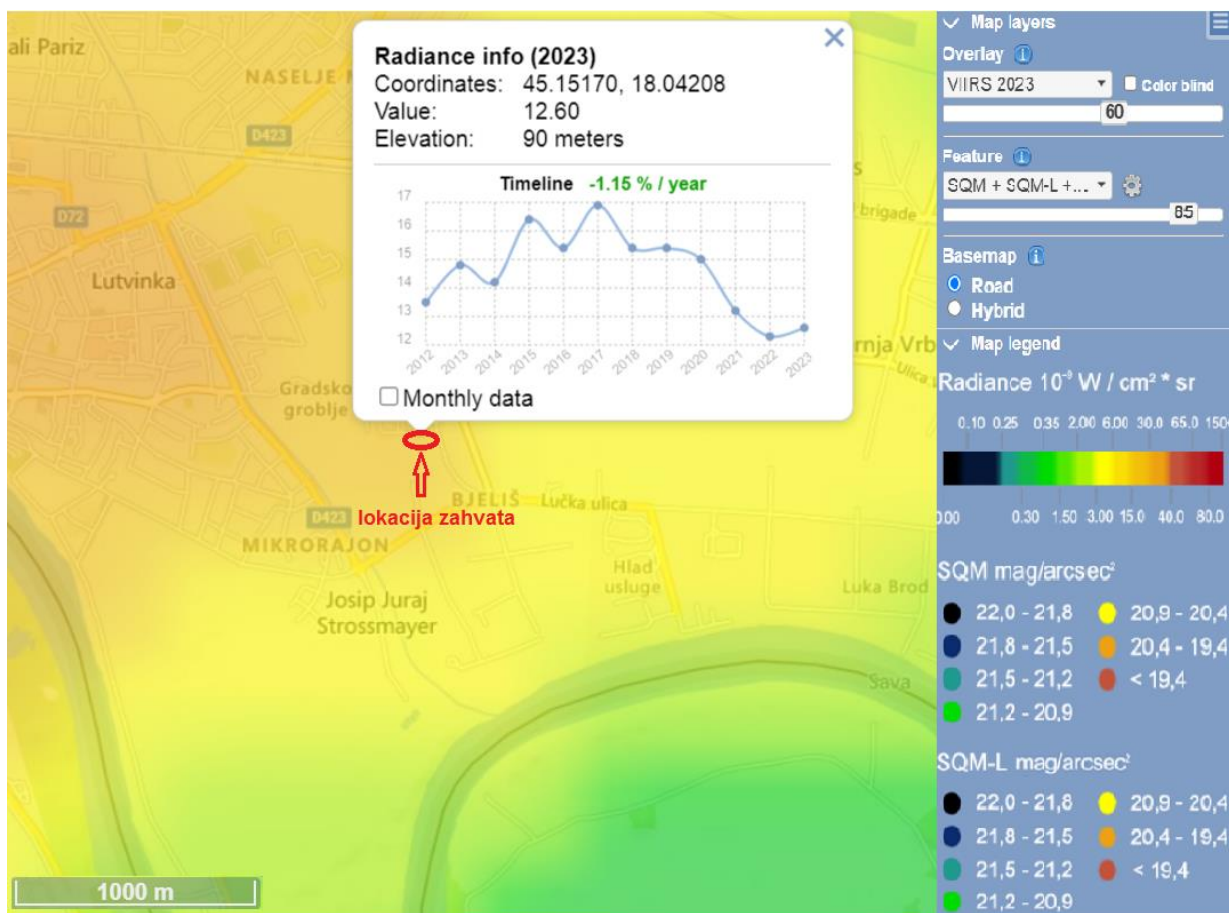 ali Pariz
NASELJE
D423
D72
Lutvinka
Gradsko
groblje
lokacija zahvata
BJELIŠ
Lučka ulica
D423
MIKRORAJON
Josip Juraj
Strossmayer
Hlad
usluge
Luka Brod
Sava
brigade
rnja Vrb
Ulica
1000 m
Radiance info (2023)
Coordinates: 45.15170, 18.04208
Value: 12.60
Elevation: 90 meters
Timeline -1.15 % / year
17
16
15
14
13
12
2012 2013 2014 2015 2016 2017 2018 2019 2020 2021 2022 2023
Monthly data
Map layers
Overlay
VIIRS 2023 Color blind
60
Feature
SQM + SQM-L +...
85
Basemap
Road
Hybrid
Map legend
Radiance 10⁻⁹ W / cm² * sr
0.10 0.25 0.35 2.00 6.00 30.0 65.0 150
0.00 0.30 1.50 3.00 15.0 40.0 80.0
SQM mag/arcsec²
22,0 - 21,8 20,9 - 20,4
21,8 - 21,5 20,4 - 19,4
21,5 - 21,2 < 19,4
21,2 - 20,9
SQM-L mag/arcsec²
22,0 - 21,8 20,9 - 20,4
21,8 - 21,5 20,4 - 19,4
21,5 - 21,2 < 19,4
21,2 - 20,9